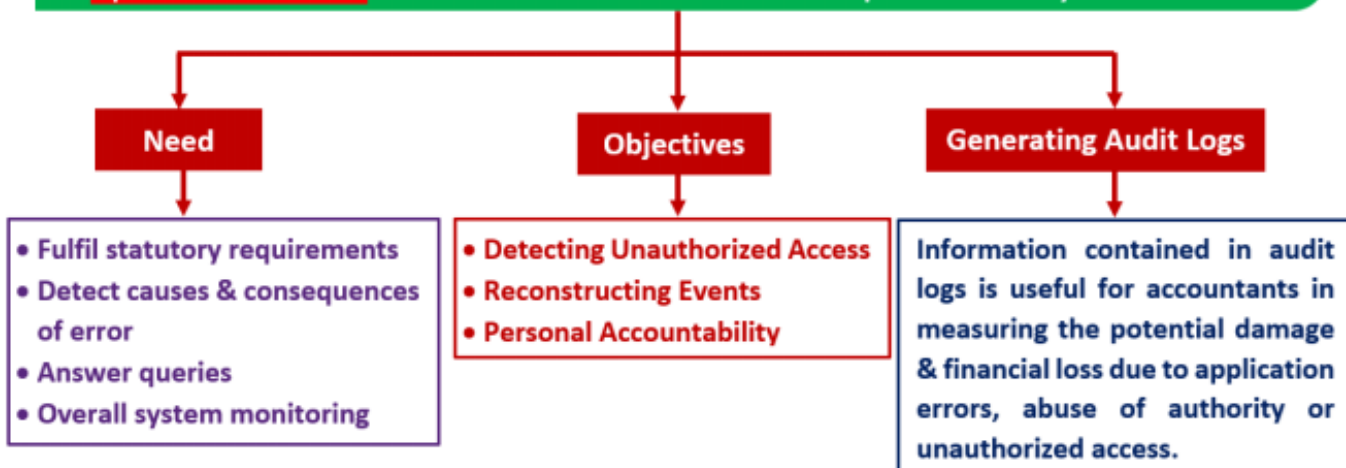 Need
Objectives
Generating Audit Logs
• Fulfil statutory requirements
• Detect causes & consequences
of error
• Answer queries
• Overall system monitoring
• Detecting Unauthorized Access
• Reconstructing Events
• Personal Accountability
Information contained in audit
logs is useful for accountants in
measuring the potential damage
& financial loss due to application
errors, abuse of authority or
unauthorized access.